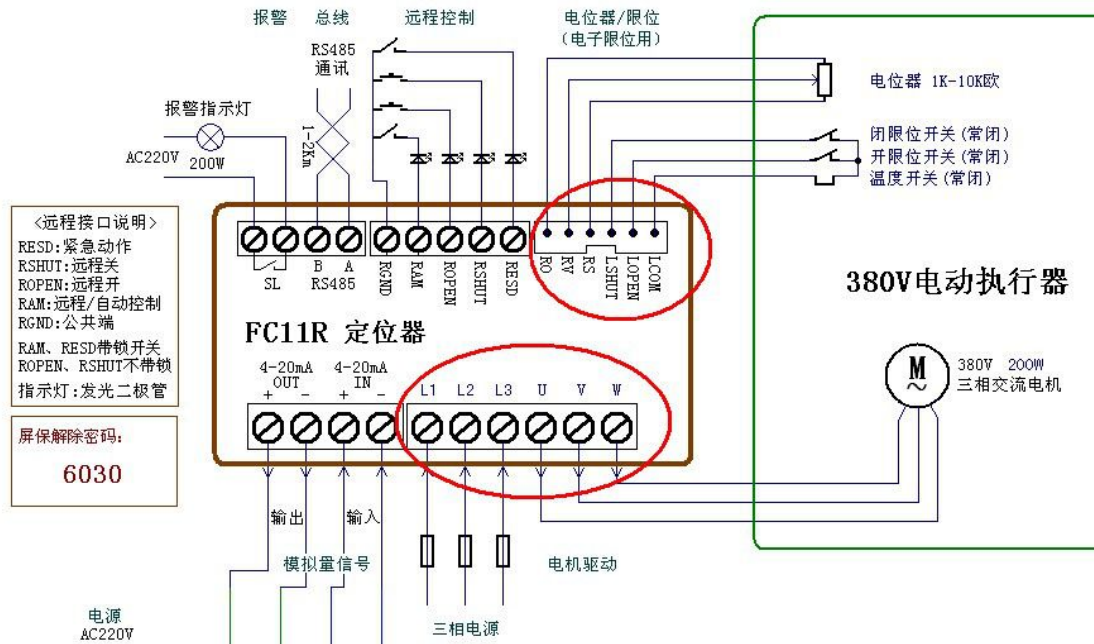 报警
总线
远程控制
电位器/限位
(电子限位用)
RS485
通讯
报警指示灯
AC220V
200W
1-2Km
电位器 1K-10K欧
闭限位开关(常闭)
开限位开关(常闭)
温度开关(常闭)
<远程接口说明>
RESD:紧急动作
RSHUT:远程关
ROPEN:远程开
RAM:远程/自动控制
RGND:公共端
RAM、RESD带锁开关
ROPEN、RSHUT不带锁
指示灯:发光二极管
SL
B
A
RS485
RGND
RAM
ROPEN
RSHUT
RESD
RO
RV
RS
LSHUT
LOPEN
LCOM
380V电动执行器
FC11R 定位器
4-20mA
OUT
4-20mA
IN
+
-
+
-
L1
L2
L3
U
V
W
M
~
380V 200W
三相交流电机
屏保解除密码:
6030
输出
输入
模拟量信号
电机驱动
三相电源
电源
AC220V